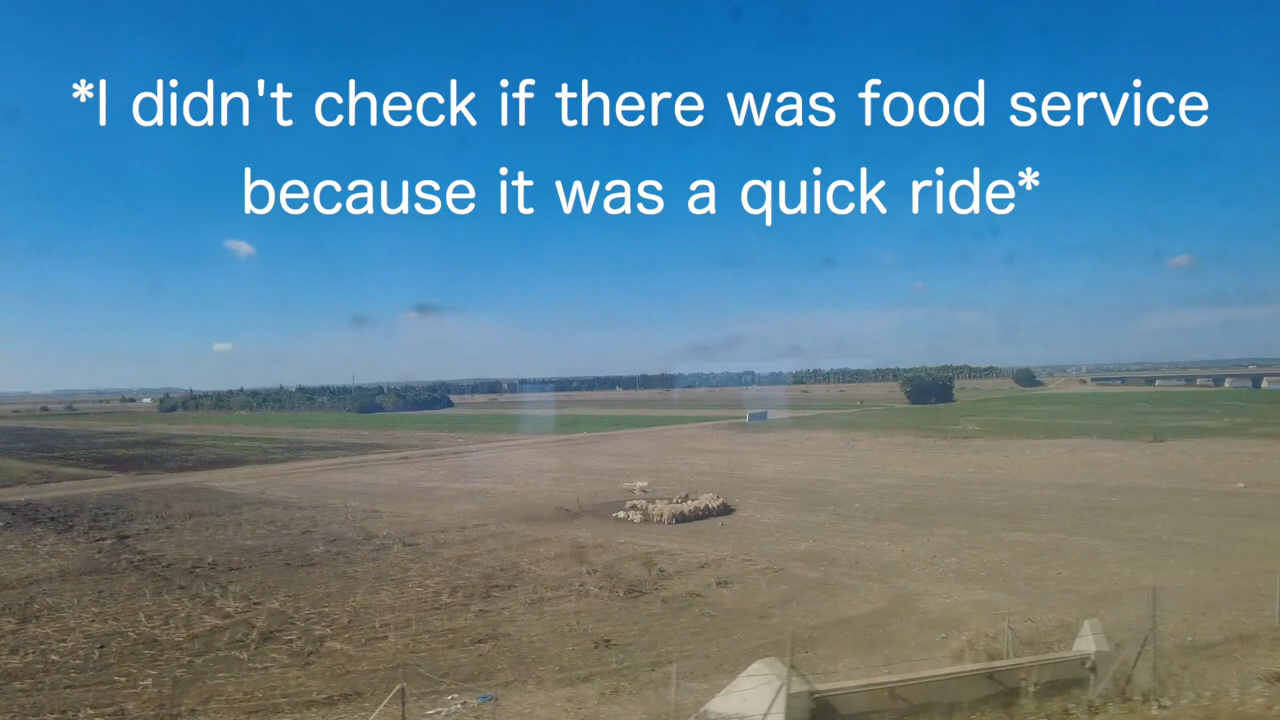 *I didn't check if there was food service
because it was a quick ride*